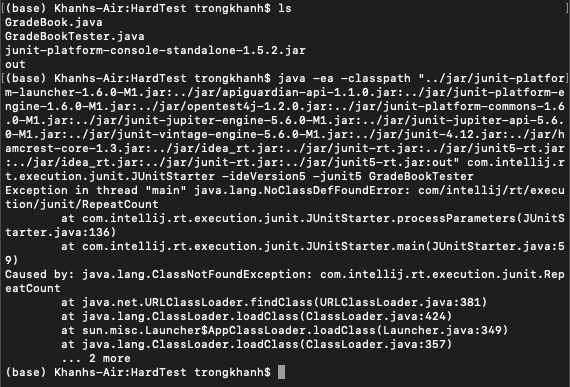 [(base) Khanhs-Air:HardTest trongkhanh$ ls                                     ]
GradeBook.java
GradeBookTester.java
junit-platform-console-standalone-1.5.2.jar
out
[(base) Khanhs-Air:HardTest trongkhanh$ java -ea -classpath "../jar/junit-platfor]
m-launcher-1.6.0-M1.jar:../jar/apiguardian-api-1.1.0.jar:../jar/junit-platform-e
ngine-1.6.0-M1.jar:../jar/opentest4j-1.2.0.jar:../jar/junit-platform-commons-1.6
.0-M1.jar:../jar/junit-jupiter-engine-5.6.0-M1.jar:../jar/junit-jupiter-api-5.6.
0-M1.jar:../jar/junit-vintage-engine-5.6.0-M1.jar:../jar/junit-4.12.jar:../jar/h
amcrest-core-1.3.jar:../jar/idea_rt.jar:../jar/junit-rt.jar:../jar/junit5-rt.jar
:../jar/idea_rt.jar:../jar/junit-rt.jar:../jar/junit5-rt.jar:out" com.intellij.r
t.execution.junit.JUnitStarter -ideVersion5 -junit5 GradeBookTester
Exception in thread "main" java.lang.NoClassDefFoundError: com/intellij/rt/execu
tion/junit/RepeatCount
at com.intellij.rt.execution.junit.JUnitStarter.processParameters(JUnitS
tarter.java:136)
at com.intellij.rt.execution.junit.JUnitStarter.main(JUnitStarter.java:5
9)
Caused by: java.lang.ClassNotFoundException: com.intellij.rt.execution.junit.Rep
eatCount
at java.net.URLClassLoader.findClass(URLClassLoader.java:381)
at java.lang.ClassLoader.loadClass(ClassLoader.java:424)
at sun.misc.Launcher$AppClassLoader.loadClass(Launcher.java:349)
at java.lang.ClassLoader.loadClass(ClassLoader.java:357)
... 2 more
(base) Khanhs-Air:HardTest trongkhanh$